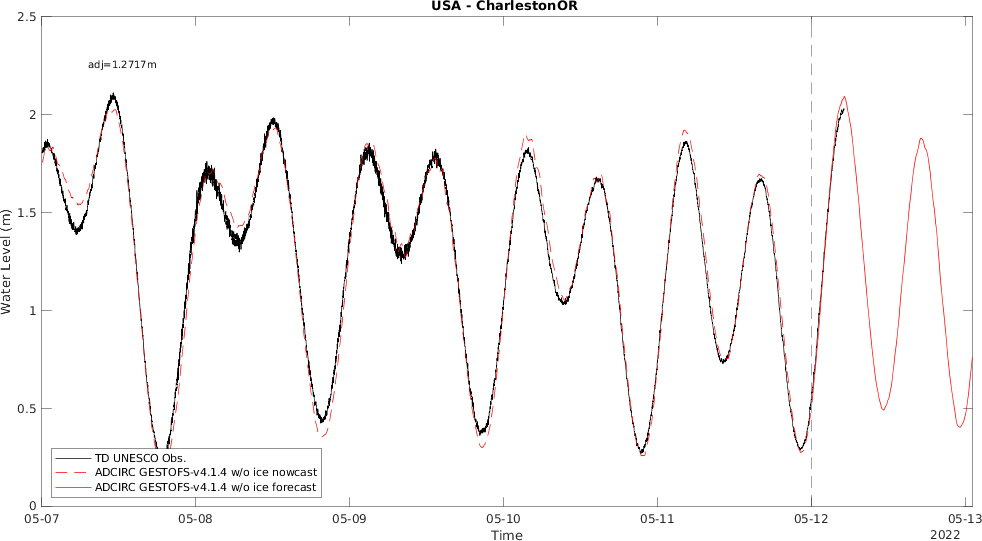 USA - CharlestonOR
2.5
adj=1.2717m
2
1.5
1
0.5
0
Water Level (m)
TD UNESCO Obs.
ADCIRC GESTOFS-v4.1.4 w/o ice nowcast
ADCIRC GESTOFS-v4.1.4 w/o ice forecast
05-07 05-08 05-09 05-10 05-11 05-12 05-13
Time
2022